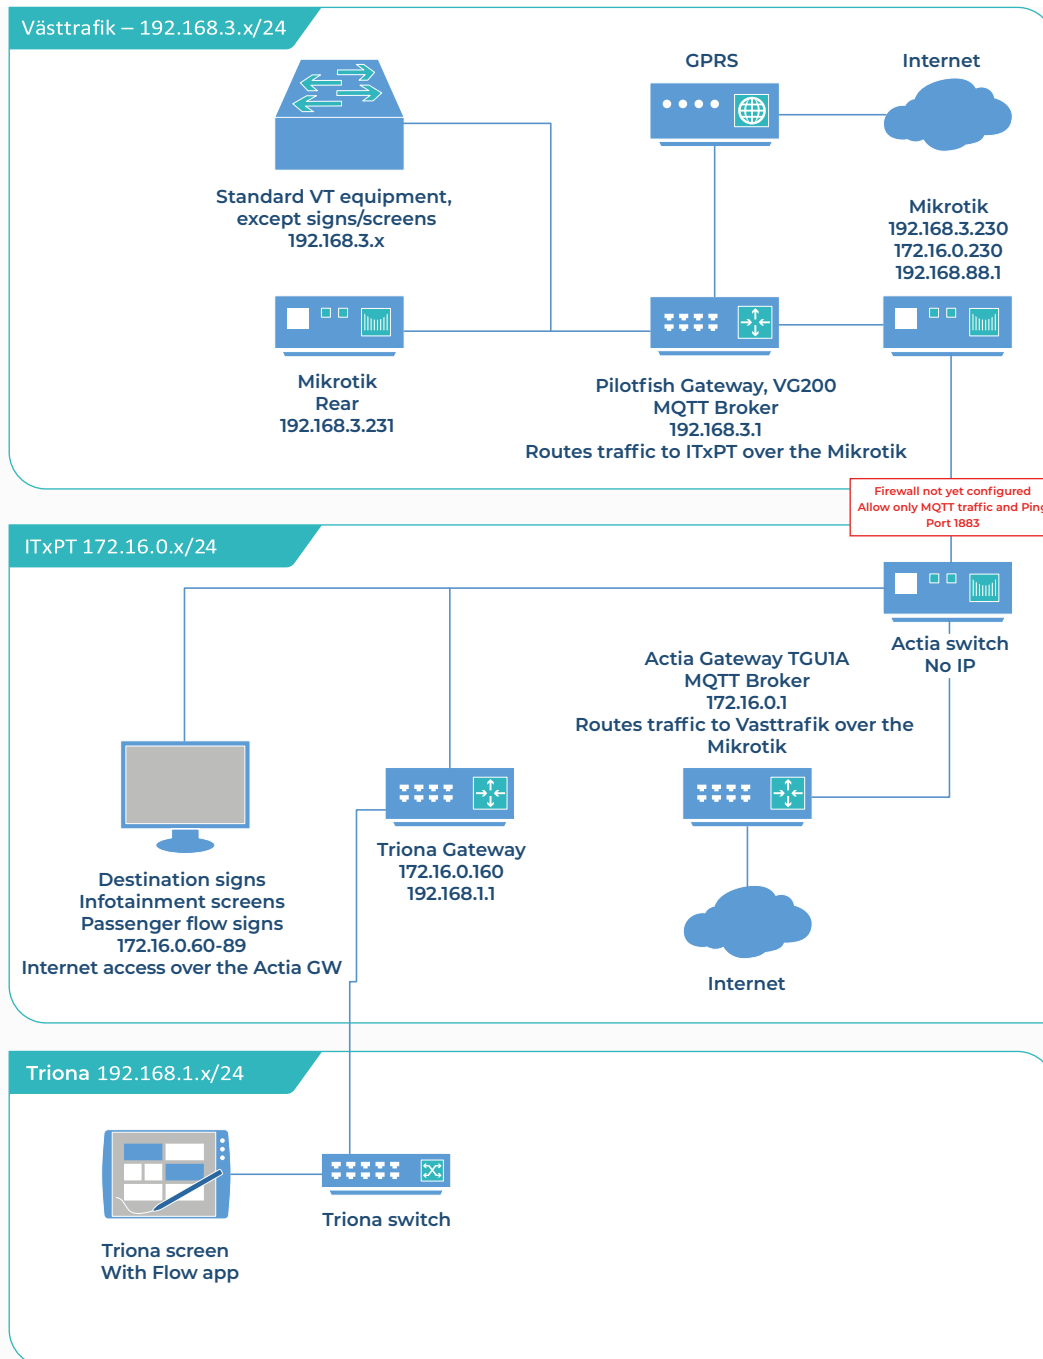 Västtrafik – 192.168.3.x/24
GPRS
Internet
Standard VT equipment,
except signs/screens
192.168.3.x
Mikrotik
192.168.3.230
172.16.0.230
192.168.88.1
Mikrotik
Rear
192.168.3.231
Pilotfish Gateway, VG200
MQTT Broker
192.168.3.1
Routes traffic to ITxPT over the Mikrotik
Firewall not yet configured
Allow only MQTT traffic and Ping
Port 1883
ITxPT 172.16.0.x/24
Actia switch
No IP
Actia Gateway TGU1A
MQTT Broker
172.16.0.1
Routes traffic to Vasttrafik over the
Mikrotik
Triona Gateway
172.16.0.160
192.168.1.1
Destination signs
Infotainment screens
Passenger flow signs
172.16.0.60-89
Internet access over the Actia GW
Internet
Triona 192.168.1.x/24
Triona switch
Triona screen
With Flow app